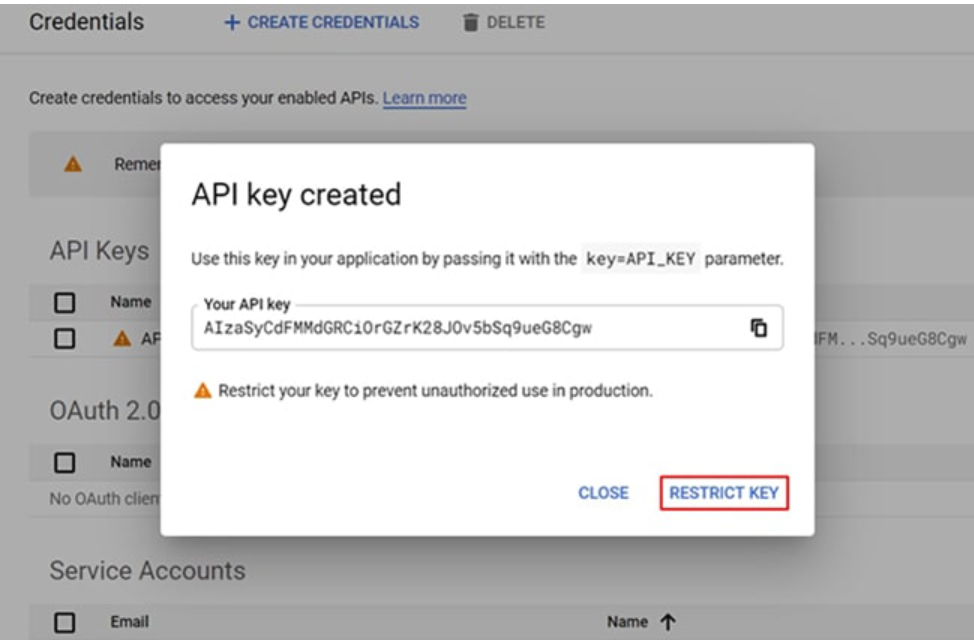 Credentials + CREATE CREDENTIALS DELETE
Create credentials to access your enabled APIs. Learn more
Remem
API key created
API Keys
Use this key in your application by passing it with the key=API_KEY parameter.
Name
Your API key
AIzaSyCdFMMdGRCiOrGZrK28JOv5bSq9ueG8Cgw
AP
FM...Sq9ueG8Cgw
Restrict your key to prevent unauthorized use in production.
OAuth 2.0
Name
CLOSE RESTRICT KEY
No OAuth clien
Service Accounts
Email Name